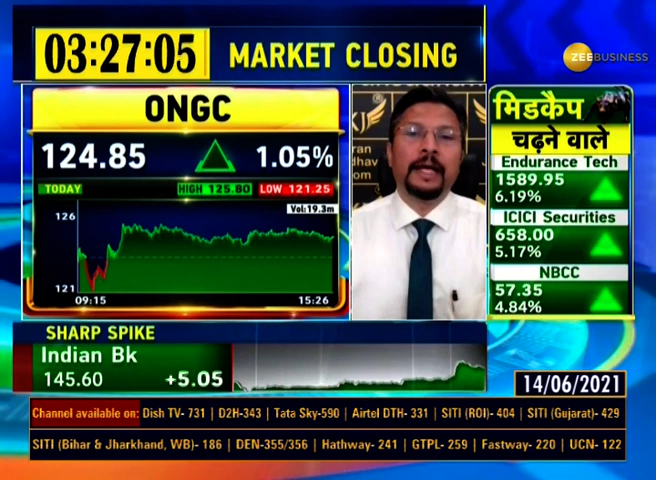 03:27:05 MARKET CLOSING
ZEEBUSINESS
ONGC
124.85 1.05%
TODAY HIGH 125.80 LOW 121.25
Vol:19.3m
126
121
09:15 15:26
मिडकैप
चढ़ने वाले
Endurance Tech
1589.95
6.19%
ICICI Securities
658.00
5.17%
NBCC
57.35
4.84%
SHARP SPIKE
Indian Bk
145.60 +5.05
14/06/2021
Channel available on: Dish TV- 731 | D2H-343 | Tata Sky-590 | Airtel DTH- 331 | SITI (ROI)- 404 | SITI (Gujarat)- 429
SITI (Bihar & Jharkhand, WB)- 186 | DEN-355/356 | Hathway- 241 | GTPL- 259 | Fastway- 220 | UCN- 122